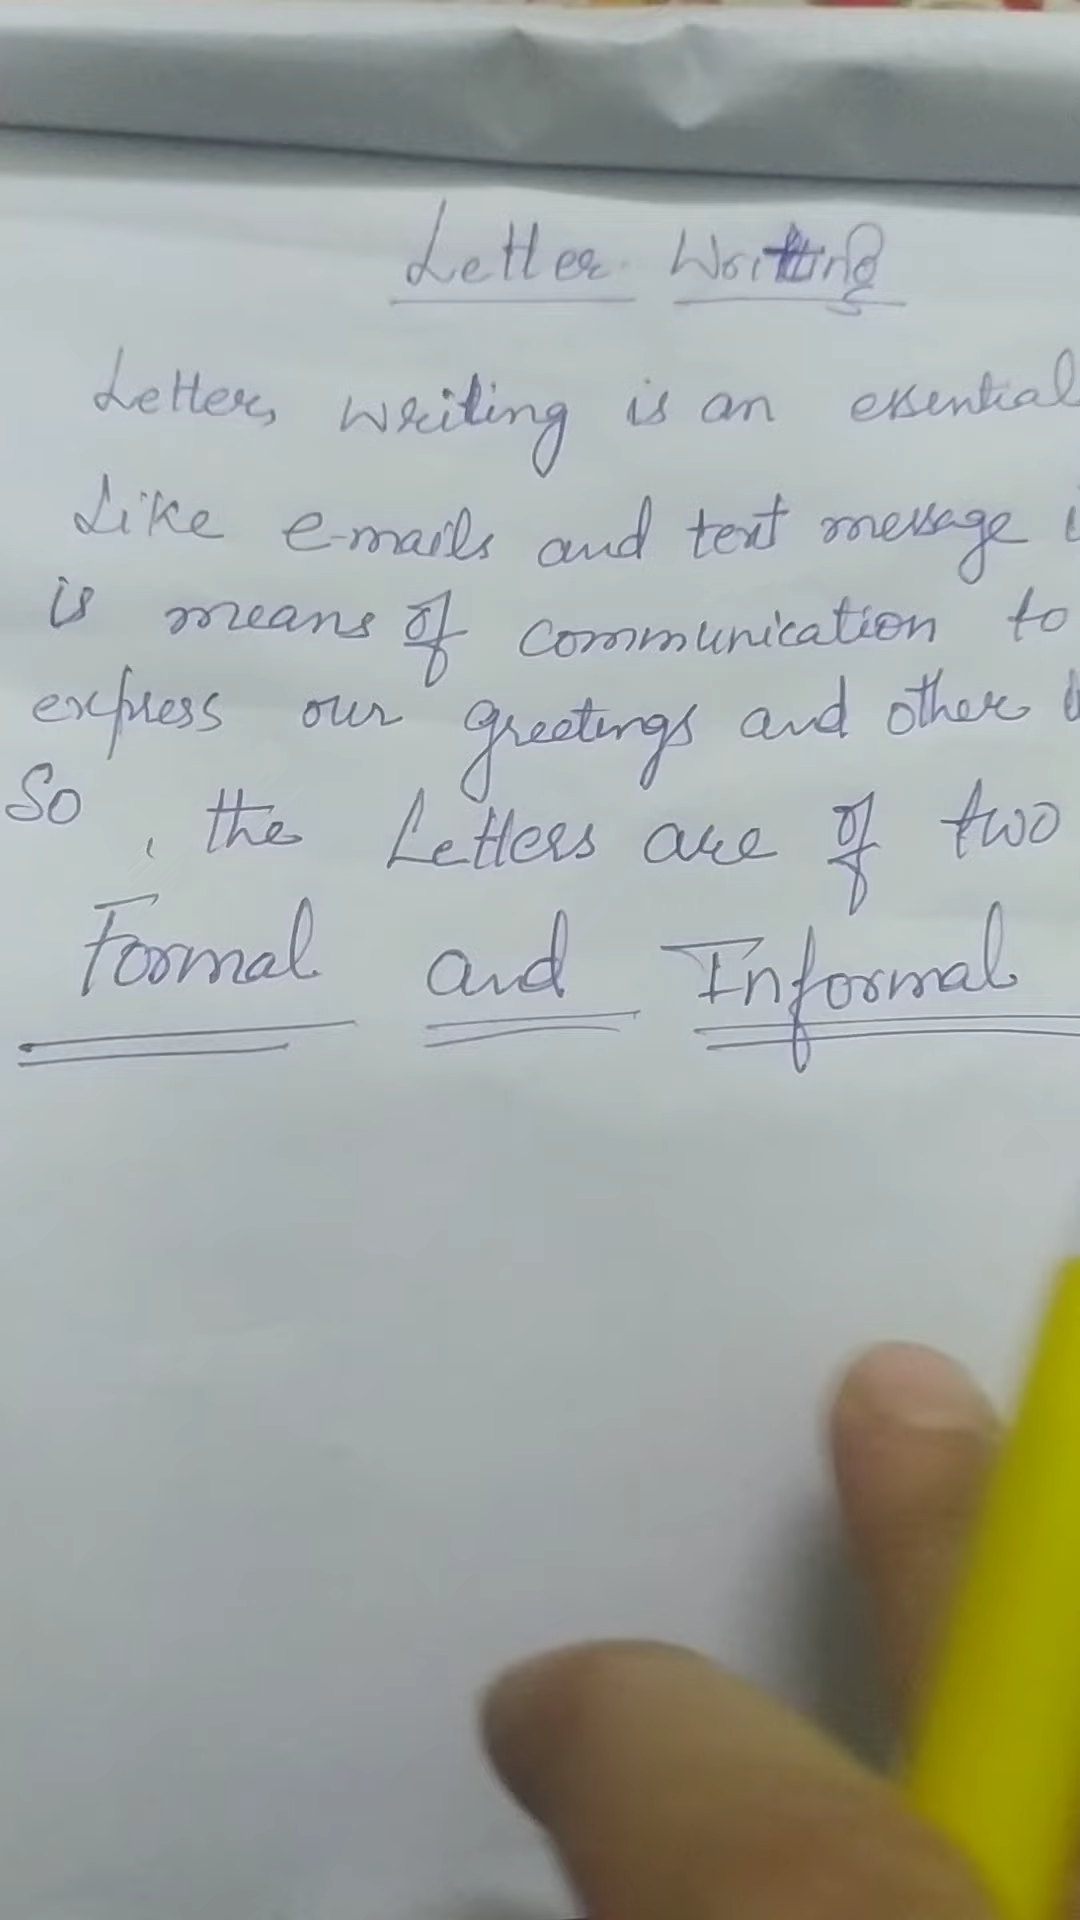 Letter Writing
Letter, writing is an essential
Like e-mails and text message
is means of communication to
express our greetings and other
So, the Letters are of two
Formal and Informal